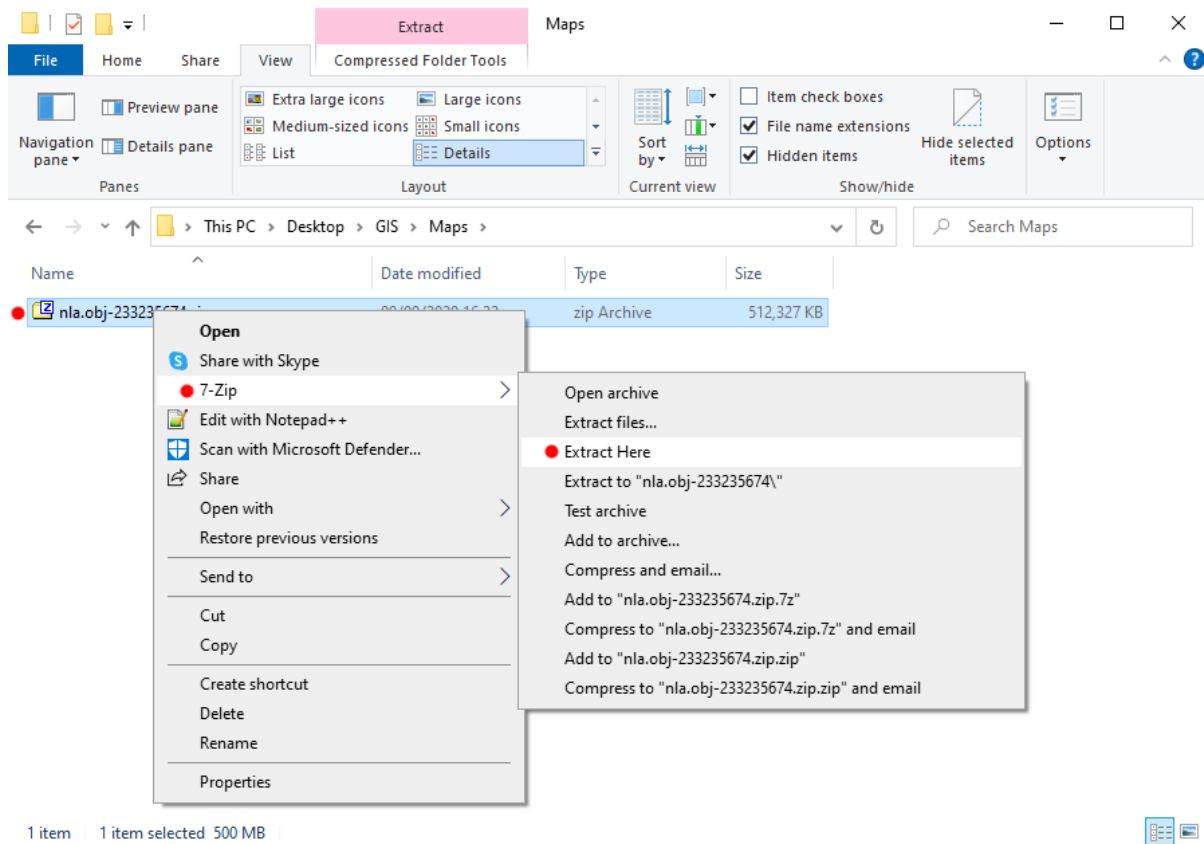 Extract
Maps
File
Home
Share
View
Compressed Folder Tools
Navigation pane
Preview pane
Details pane
Extra large icons
Large icons
Medium-sized icons
Small icons
List
Details
Sort by
Item check boxes
File name extensions
Hidden items
Hide selected items
Options
Panes
Layout
Current view
Show/hide
This PC > Desktop > GIS > Maps >
Search Maps
Name
Date modified
Type
Size
zip Archive
512,327 KB
Open
Share with Skype
7-Zip
Edit with Notepad++
Scan with Microsoft Defender...
Share
Open with
Restore previous versions
Send to
Cut
Copy
Create shortcut
Delete
Rename
Properties
Open archive
Extract files...
Extract Here
Extract to "nla.obj-233235674\"
Test archive
Add to archive...
Compress and email...
Add to "nla.obj-233235674.zip.7z"
Compress to "nla.obj-233235674.zip.7z" and email
Add to "nla.obj-233235674.zip.zip"
Compress to "nla.obj-233235674.zip.zip" and email
1 item
1 item selected 500 MB